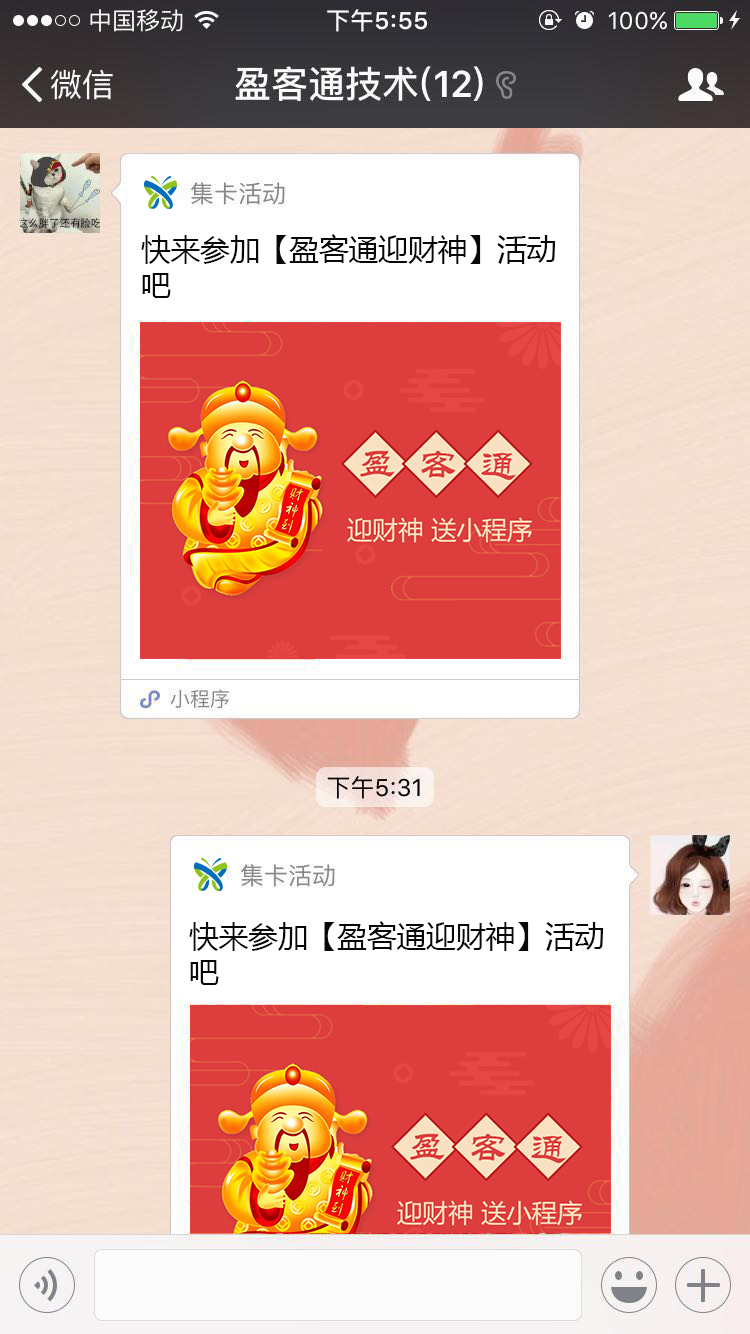 中国移动 下午5:55 100%
微信 盈客通技术(12)
集卡活动
快来参加【盈客通迎财神】活动
吧
财神到
盈客通
迎财神 送小程序
小程序
这么胖了还有脸吃
下午5:31
集卡活动
快来参加【盈客通迎财神】活动
吧
财神到
盈客通
迎财神 送小程序